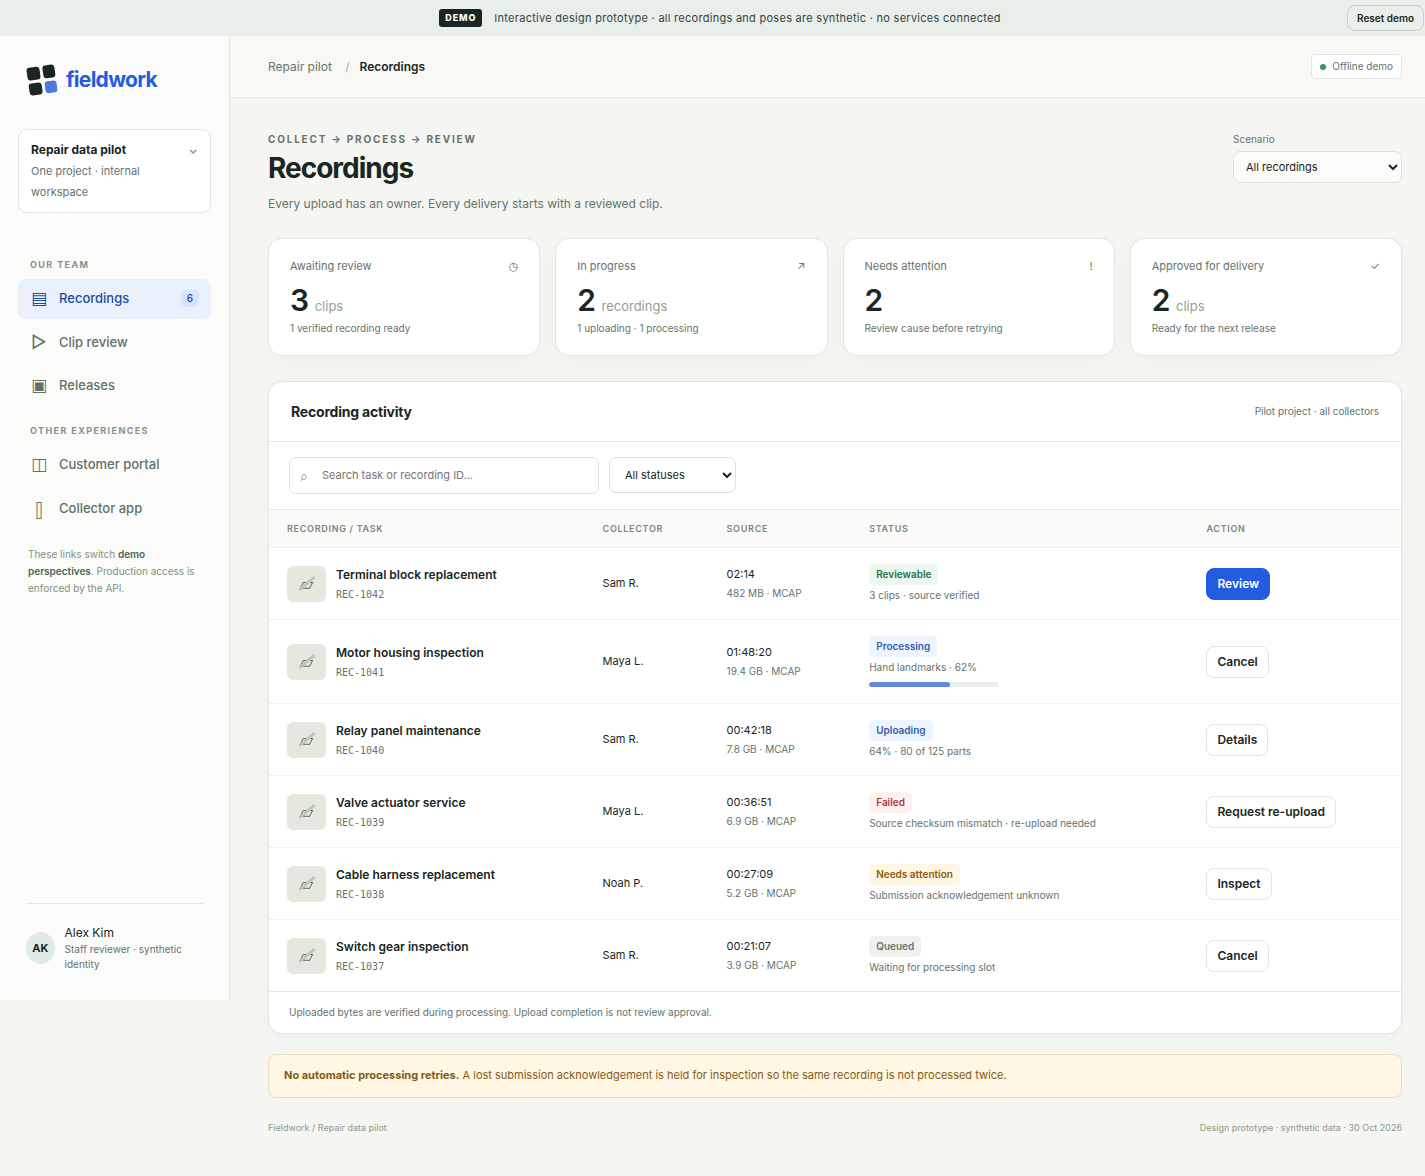 DEMO Interactive design prototype · all recordings and poses are synthetic · no services connected
Reset demo
fieldwork
Repair data pilot
One project · internal
workspace
OUR TEAM
Recordings 6
Clip review
Releases
OTHER EXPERIENCES
Customer portal
Collector app
These links switch demo
perspectives. Production access is
enforced by the API.
AK
Alex Kim
Staff reviewer · synthetic
identity
Repair pilot / Recordings
Offline demo
COLLECT → PROCESS → REVIEW
Recordings
Every upload has an owner. Every delivery starts with a reviewed clip.
Scenario
All recordings
Awaiting review
3 clips
1 verified recording ready
In progress
2 recordings
1 uploading · 1 processing
Needs attention !
2
Review cause before retrying
Approved for delivery
2 clips
Ready for the next release
Recording activity
Pilot project · all collectors
Search task or recording ID...
All statuses
RECORDING / TASK COLLECTOR SOURCE STATUS ACTION
Terminal block replacement
REC-1042
Sam R.
02:14
482 MB · MCAP
Reviewable
3 clips · source verified
Review
Motor housing inspection
REC-1041
Maya L.
01:48:20
19.4 GB · MCAP
Processing
Hand landmarks · 62%
Cancel
Relay panel maintenance
REC-1040
Sam R.
00:42:18
7.8 GB · MCAP
Uploading
64% · 80 of 125 parts
Details
Valve actuator service
REC-1039
Maya L.
00:36:51
6.9 GB · MCAP
Failed
Source checksum mismatch · re-upload needed
Request re-upload
Cable harness replacement
REC-1038
Noah P.
00:27:09
5.2 GB · MCAP
Needs attention
Submission acknowledgement unknown
Inspect
Switch gear inspection
REC-1037
Sam R.
00:21:07
3.9 GB · MCAP
Queued
Waiting for processing slot
Cancel
Uploaded bytes are verified during processing. Upload completion is not review approval.
No automatic processing retries. A lost submission acknowledgement is held for inspection so the same recording is not processed twice.
Fieldwork / Repair data pilot
Design prototype · synthetic data · 30 Oct 2026